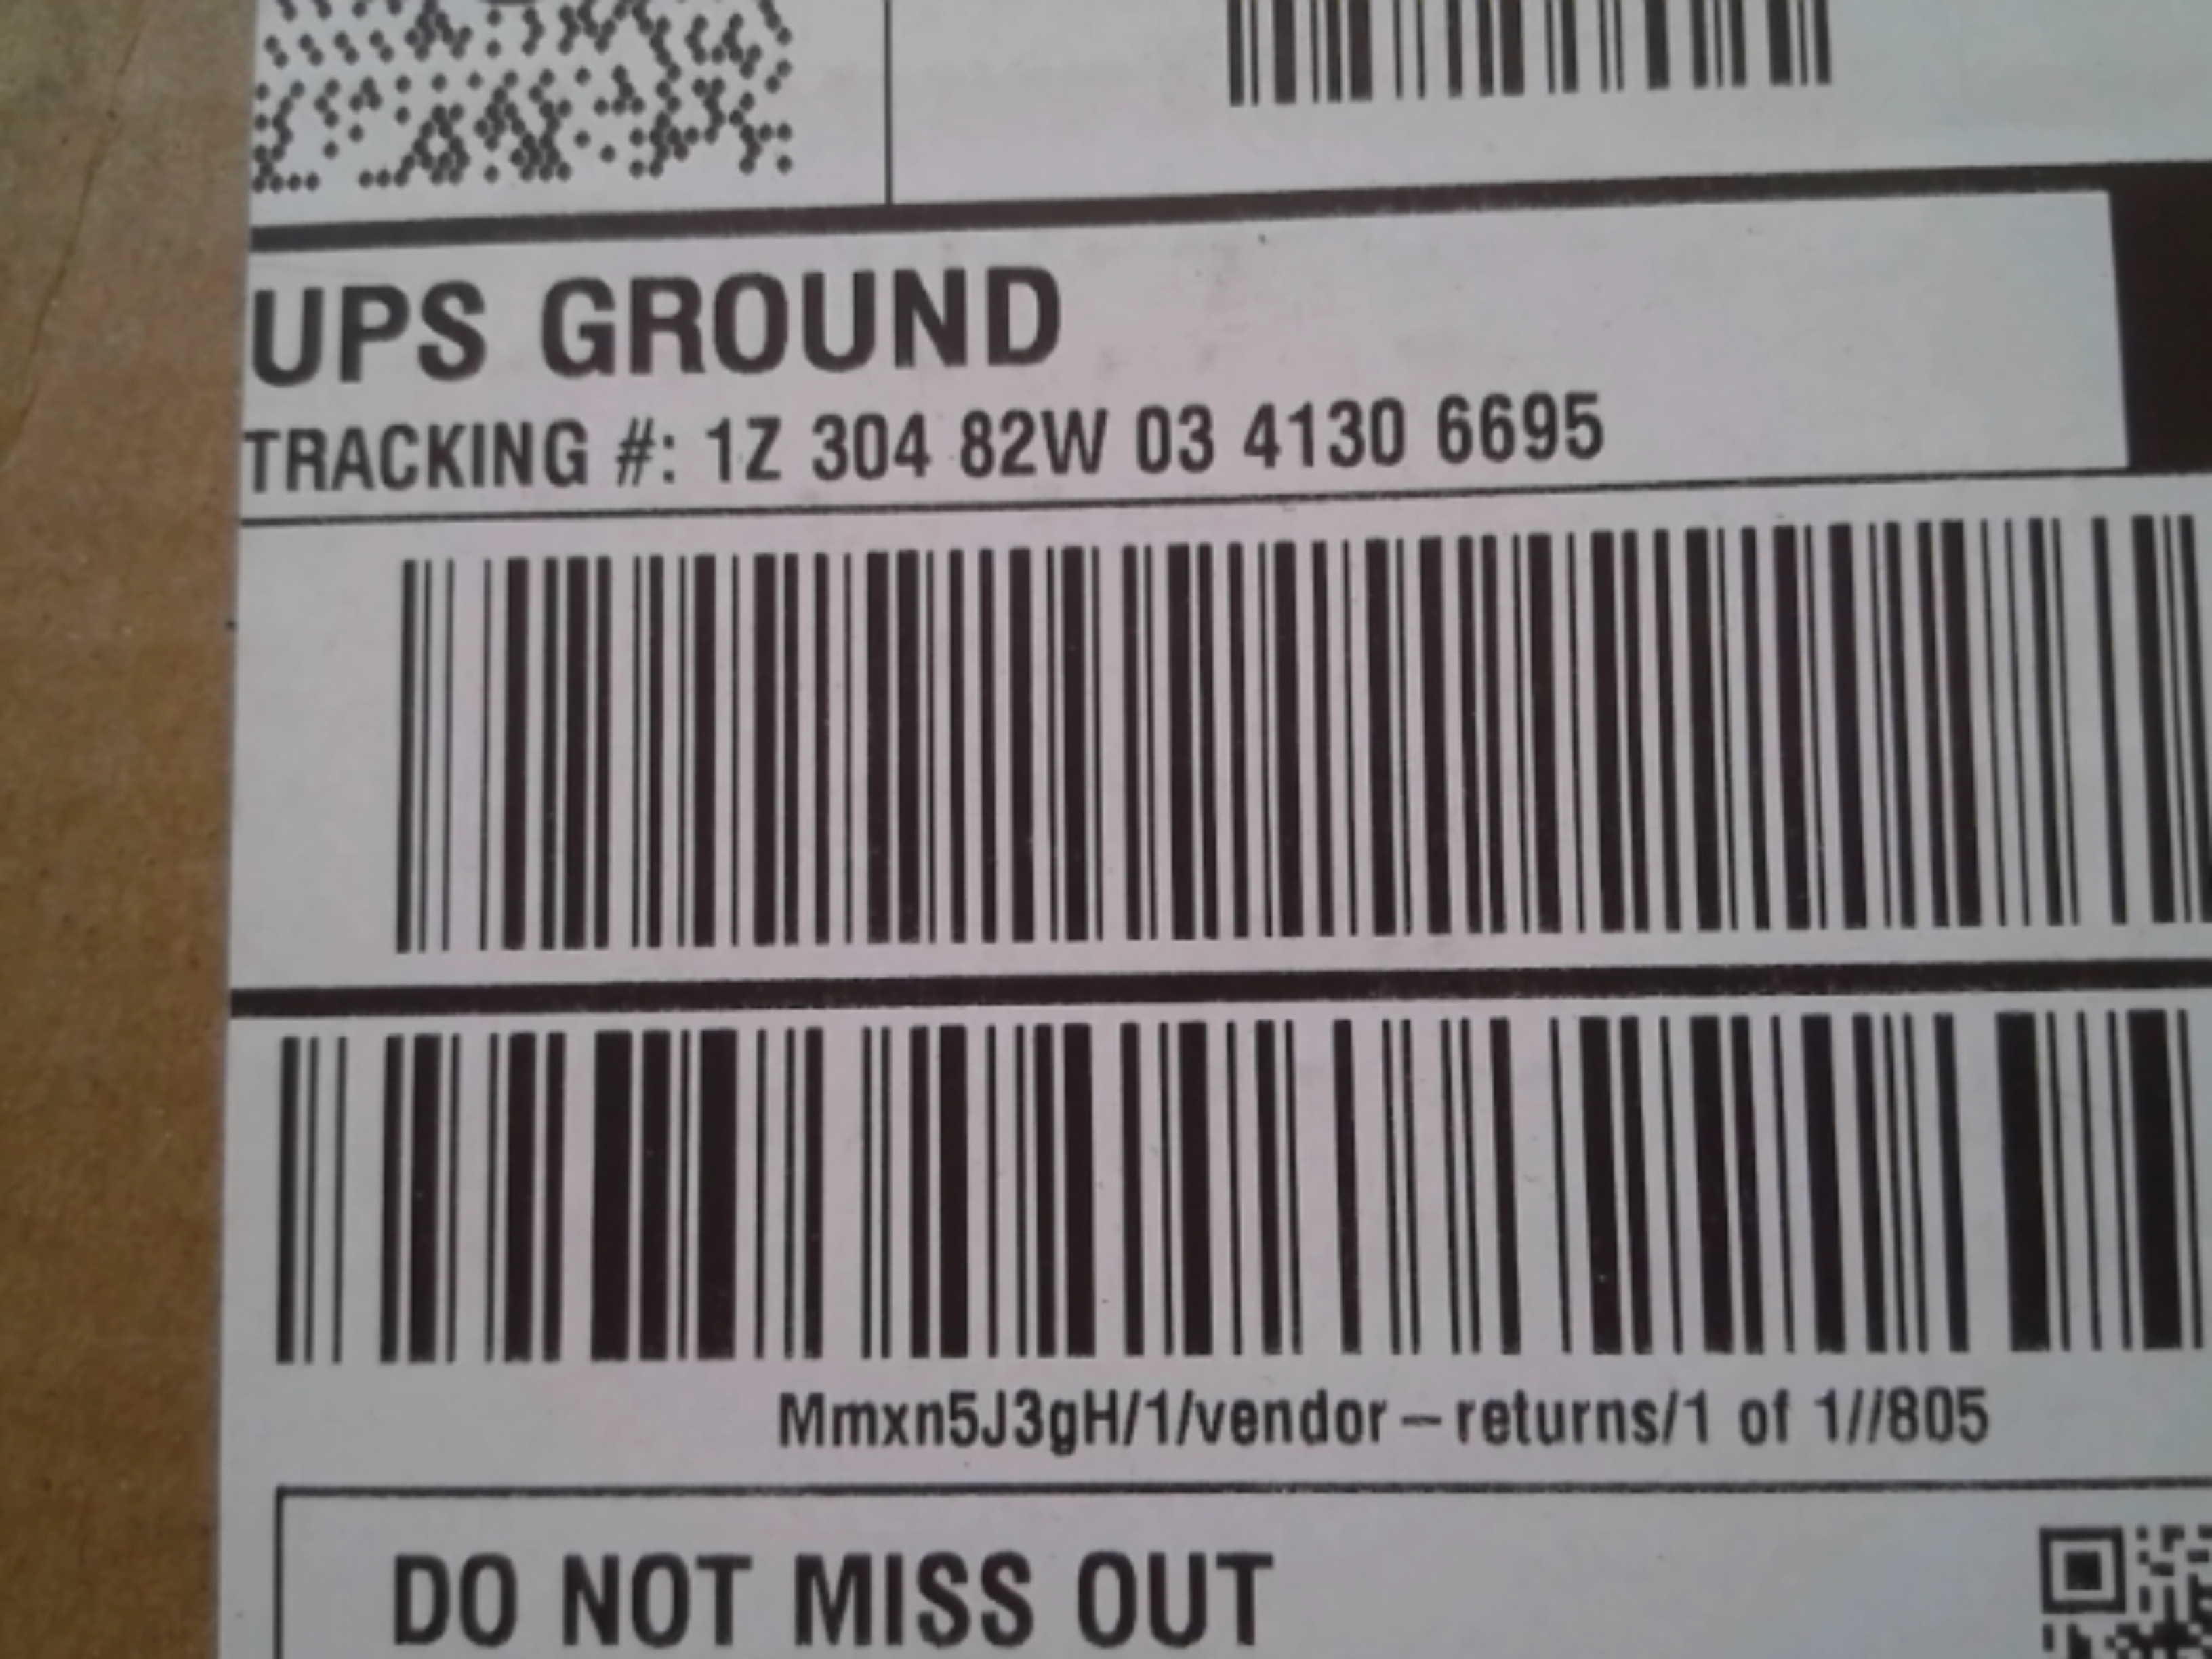 UPS GROUND
TRACKING #: 1Z 304 82W 03 4130 6695
Mmxn5J3gH/1/vendor-returns/1 of 1//805
DO NOT MISS OUT